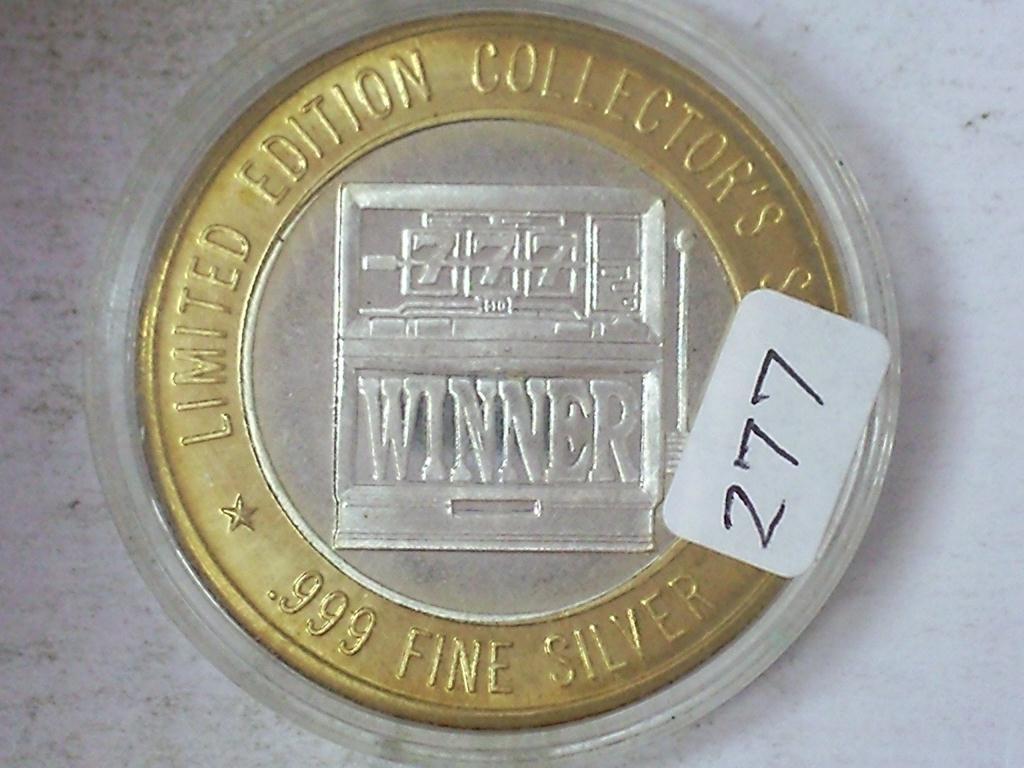 LIMITED EDITION COLLECTOR'S S
777
WINNER
.999 FINE SILVER
277